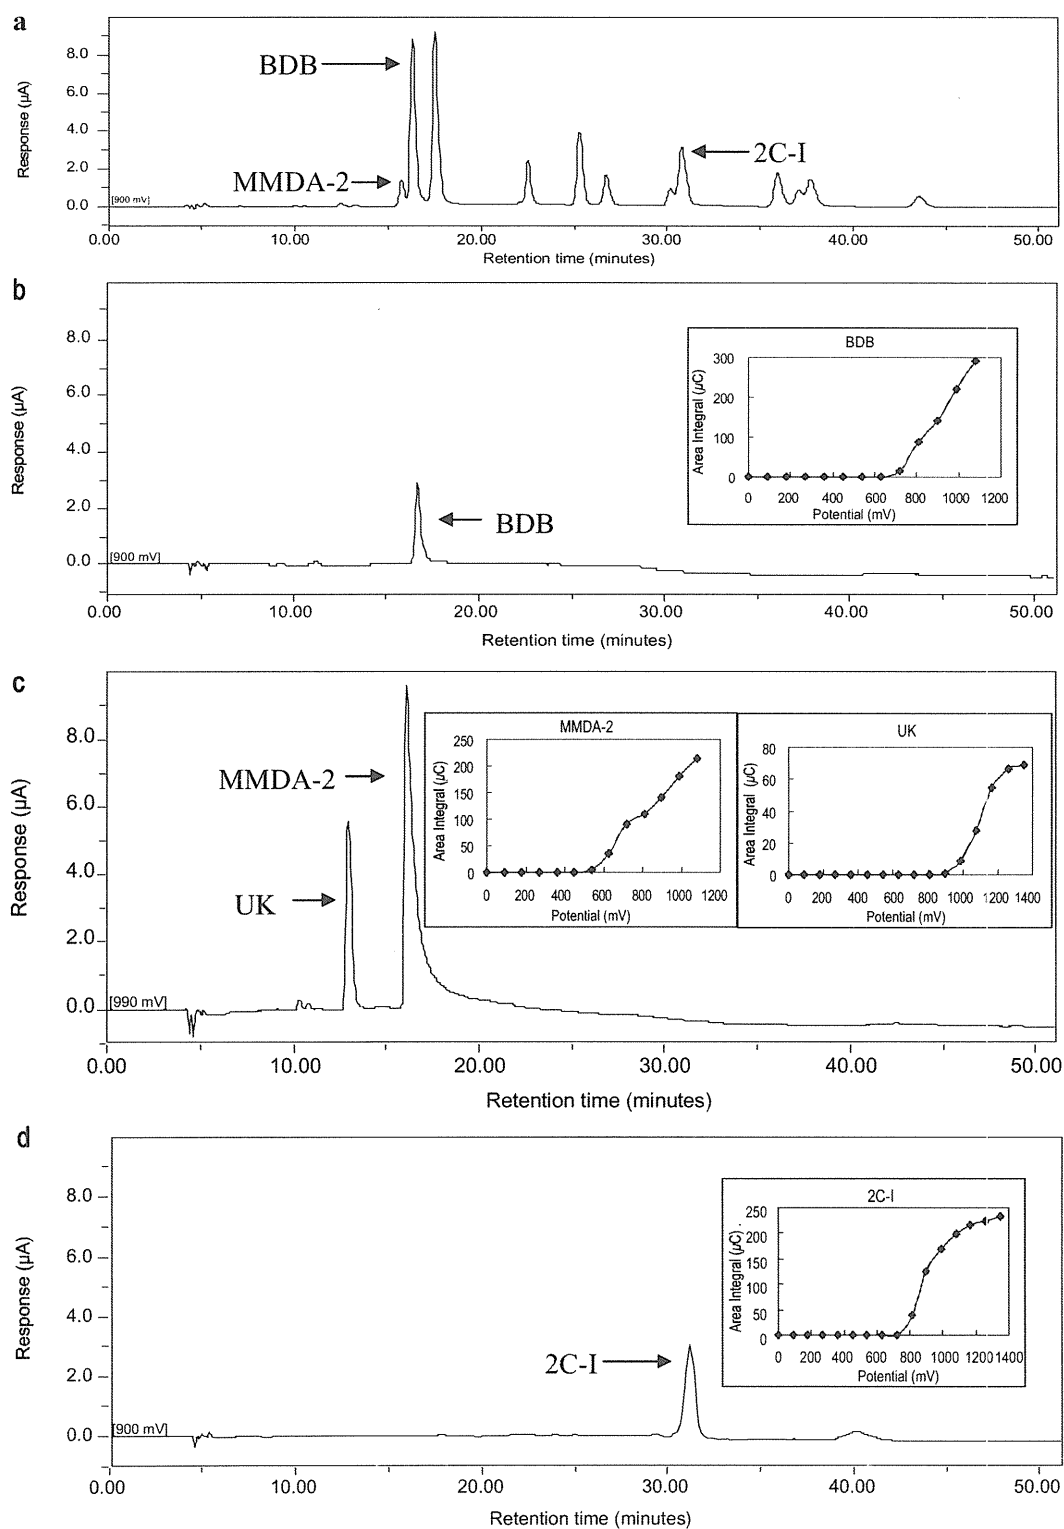 a
8.0
6.0
4.0
2.0
0.0
Response (µA)
BDB
MMDA-2
2C-I
[900 mV]
0.00 10.00 20.00 30.00 40.00 50.00
Retention time (minutes)
b
8.0
6.0
4.0
2.0
0.0
Response (µA)
BDB
[900 mV]
BDB
300
200
100
0
Area Integral (µC)
0 200 400 600 800 1000 1200
Potential (mV)
0.00 10.00 20.00 30.00 40.00 50.00
Retention time (minutes)
c
8.0
6.0
4.0
2.0
0.0
Response (µA)
MMDA-2
UK
[990 mV]
MMDA-2
250
200
150
100
50
0
Area Integral (µC)
0 200 400 600 800 1000 1200
Potential (mV)
UK
80
60
40
20
0
Area Integral (µC)
0 200 400 600 800 1000 1200 1400
Potential (mV)
0.00 10.00 20.00 30.00 40.00 50.00
Retention time (minutes)
d
8.0
6.0
4.0
2.0
0.0
Response (µA)
2C-I
[900 mV]
2C-I
250
200
150
100
50
0
Area Integral (µC)
0 200 400 600 800 1000 1200 1400
Potential (mV)
0.00 10.00 20.00 30.00 40.00 50.00
Retention time (minutes)